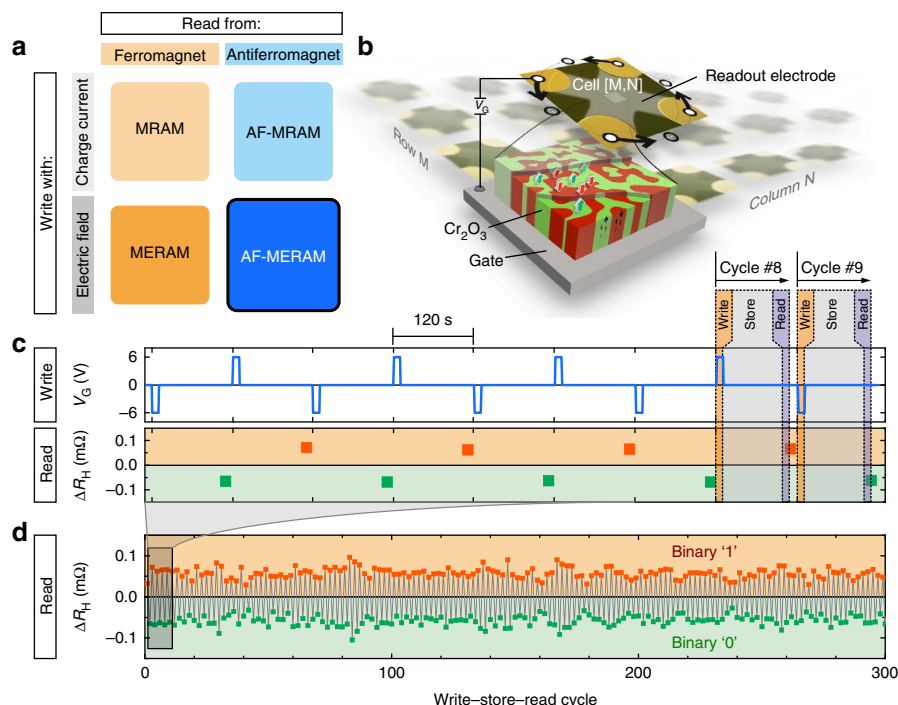 Read from:
a
Ferromagnet
Antiferromagnet
Write with:
Charge current
MRAM
AF-MRAM
Electric field
MERAM
AF-MERAM
b
Cell [M,N]
Readout electrode
V_G
Row M
Column N
Cr2O3
Gate
Cycle #8
Cycle #9
Write
Store
Read
Write
Store
Read
c
120 s
Write
V_G (V)
6
0
−6
Read
ΔR_H (mΩ)
0.1
0.0
−0.1
d
Read
ΔR_H (mΩ)
0.1
0.0
−0.1
Binary ‘1’
Binary ‘0’
0
100
200
300
Write–store–read cycle